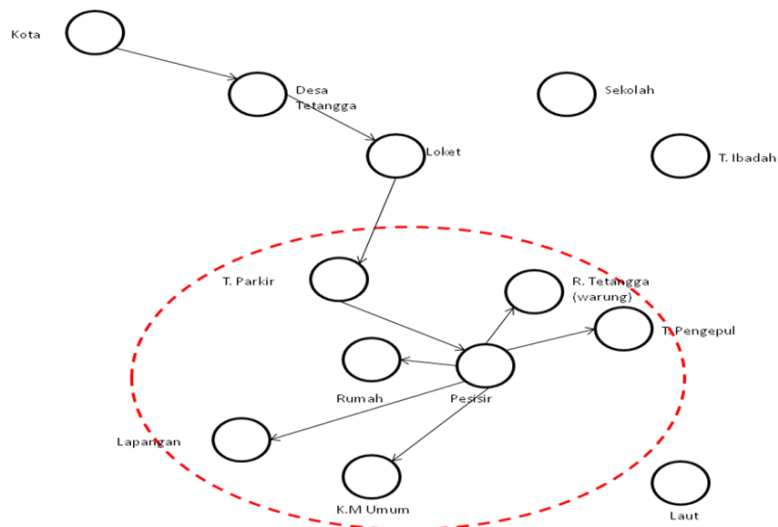 Kota
Desa
Tetangga
Sekolah
Loket
T. Ibadah
T. Parkir
R. Tetangga
(warung)
T.Pengepul
Rumah
Pesisir
Lapangan
K.M Umum
Laut